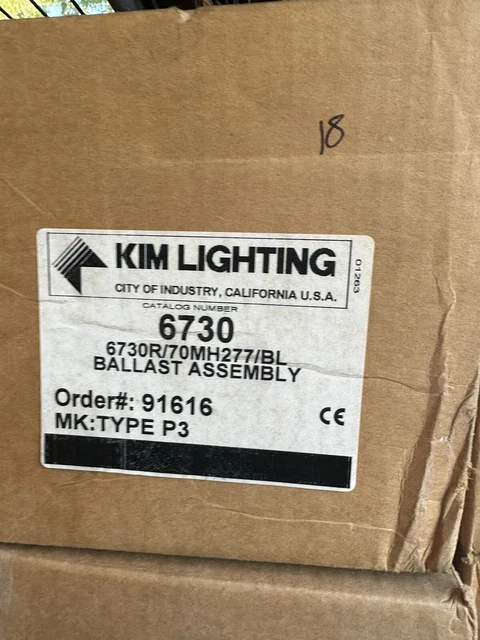 18
KIM LIGHTING
CITY OF INDUSTRY, CALIFORNIA U.S.A.
01263
CATALOG NUMBER
6730
6730R/70MH277/BL
BALLAST ASSEMBLY
Order#: 91616
MK:TYPE P3
CE